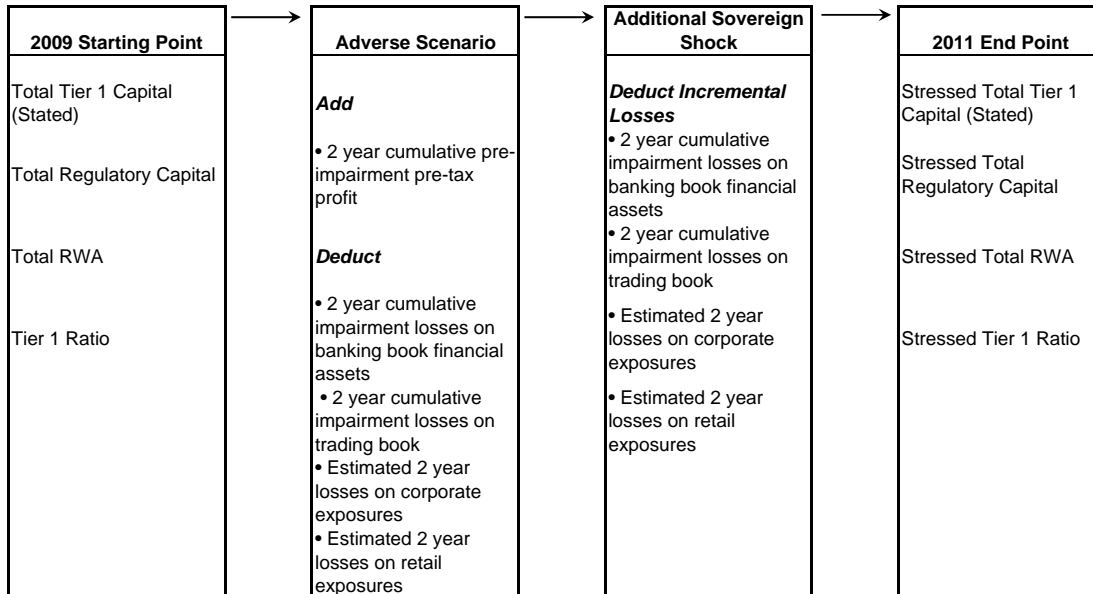 2009 Starting Point
Total Tier 1 Capital
(Stated)
Total Regulatory Capital
Total RWA
Tier 1 Ratio
Adverse Scenario
Add
• 2 year cumulative pre-
impairment pre-tax
profit
Deduct
• 2 year cumulative
impairment losses on
banking book financial
assets
• 2 year cumulative
impairment losses on
trading book
• Estimated 2 year
losses on corporate
exposures
• Estimated 2 year
losses on retail
exposures
Additional Sovereign
Shock
Deduct Incremental
Losses
• 2 year cumulative
impairment losses on
banking book financial
assets
• 2 year cumulative
impairment losses on
trading book
• Estimated 2 year
losses on corporate
exposures
• Estimated 2 year
losses on retail
exposures
2011 End Point
Stressed Total Tier 1
Capital (Stated)
Stressed Total
Regulatory Capital
Stressed Total RWA
Stressed Tier 1 Ratio